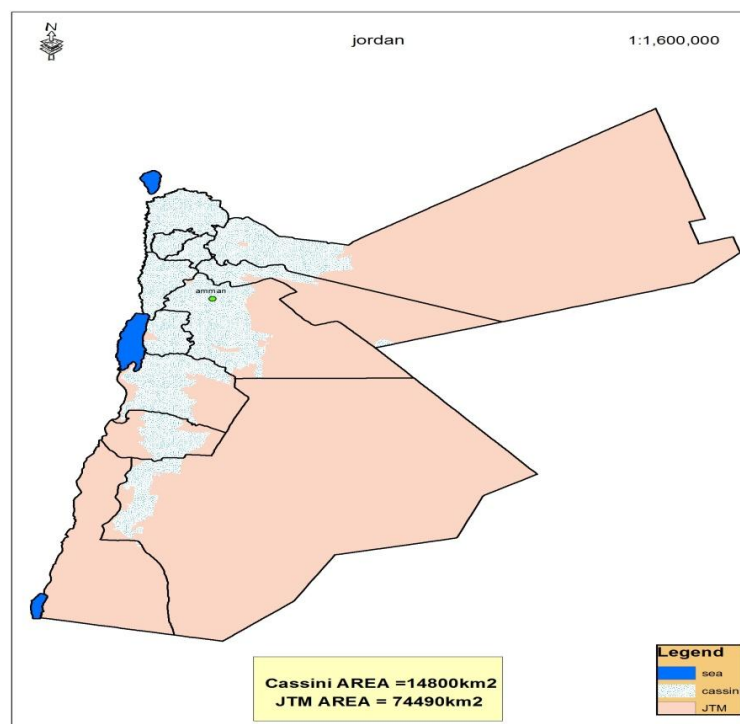 N
jordan
1:1,600,000
amman
Cassini AREA =14800km2
JTM AREA = 74490km2
Legend
sea
cassin
JTM